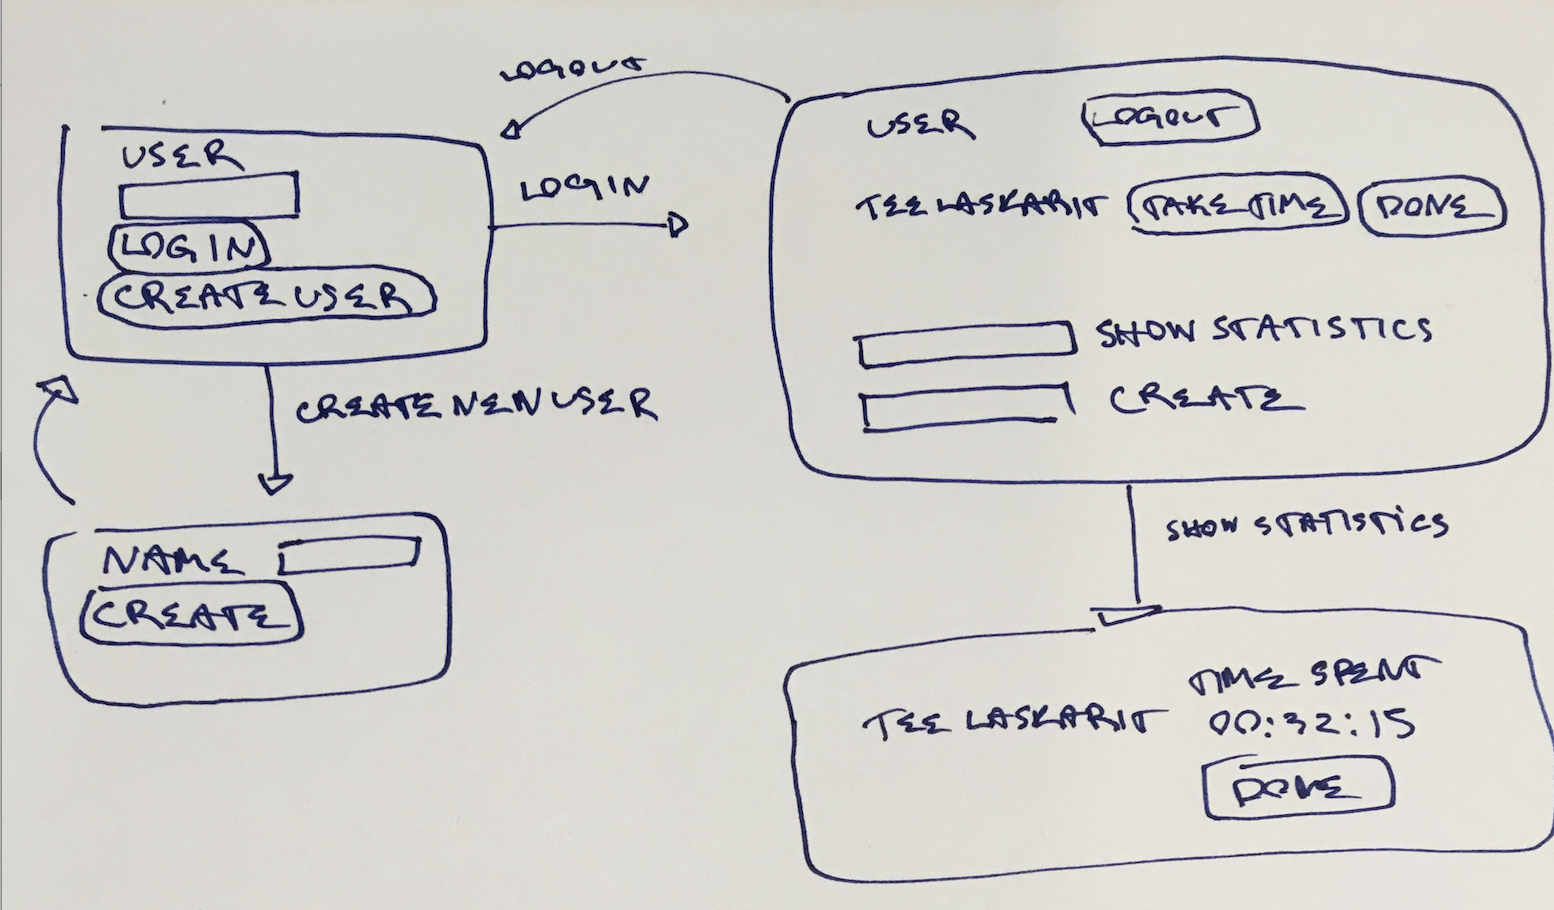 LOGOUT
USER
LOGIN
CREATE USER
LOGIN
CREATE NEW USER
NAME
CREATE
USER LOGOUT
TEE LASKARIT TAKE TIME DONE
SHOW STATISTICS
CREATE
SHOW STATISTICS
TIME SPENT
TEE LASKARIT 00:32:15
DONE